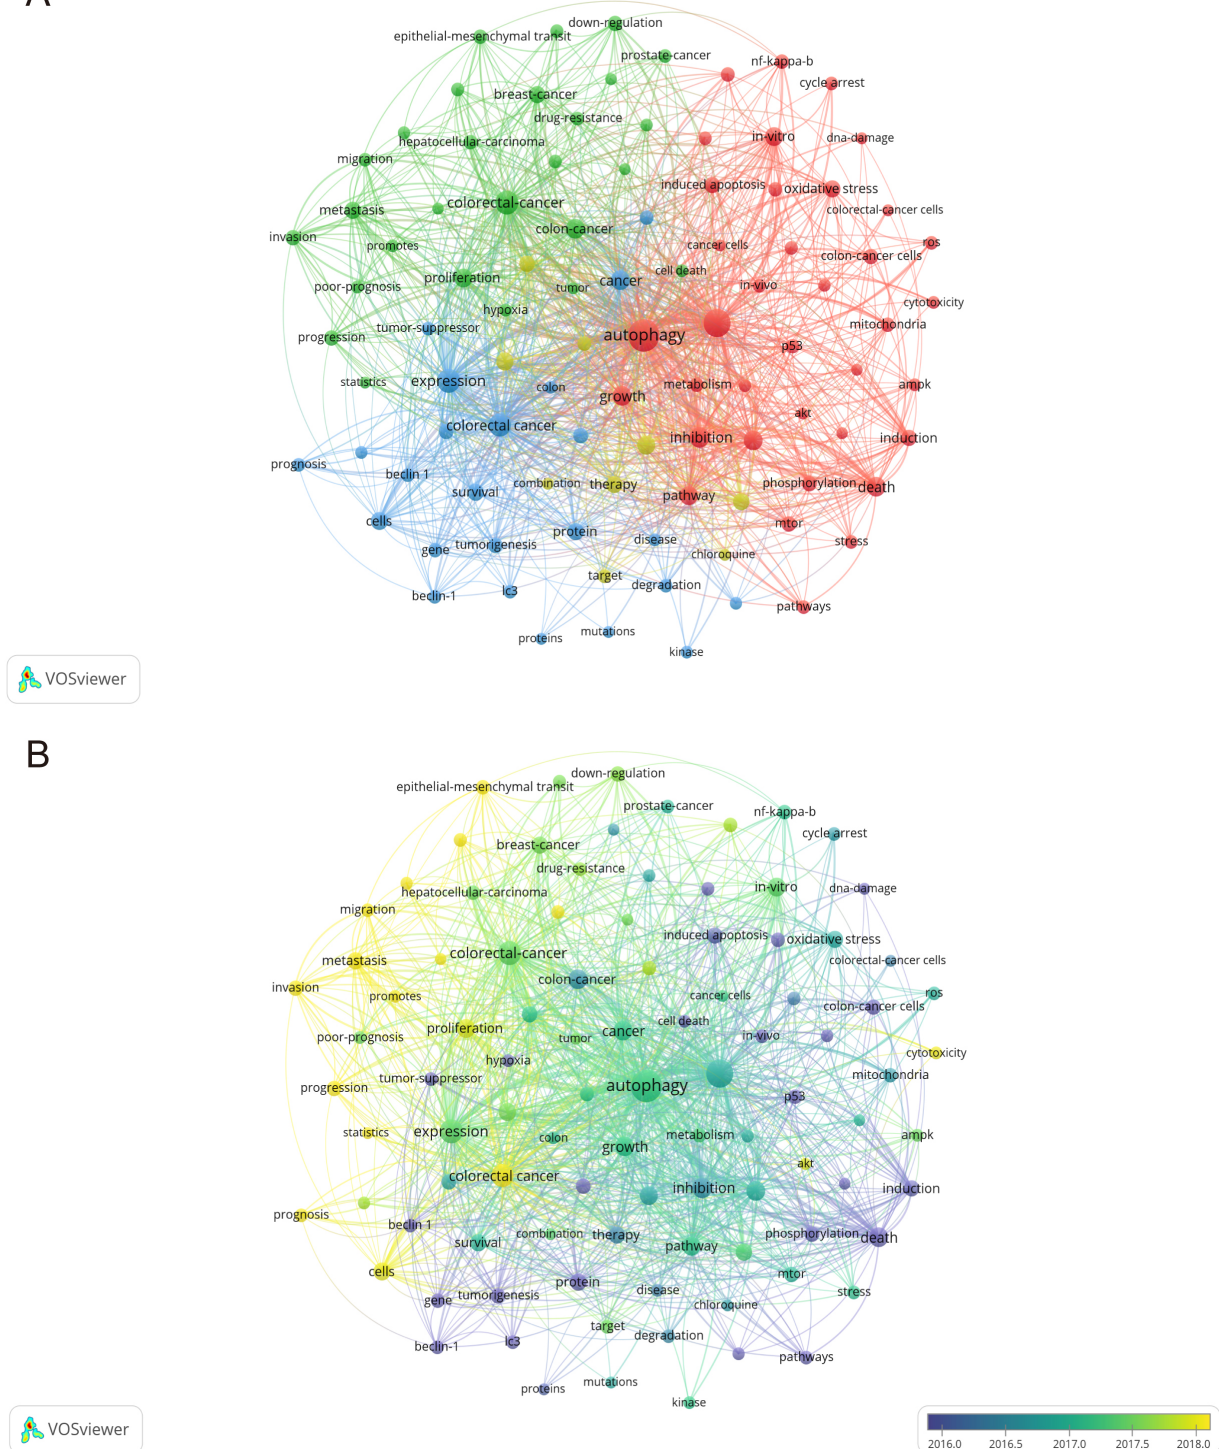 A
down-regulation
epithelial-mesenchymal transit
prostate-cancer
nf-kappa-b
cycle arrest
breast-cancer
drug-resistance
in-vitro
dna-damage
hepatocellular-carcinoma
migration
induced apoptosis
oxidative stress
colorectal-cancer
metastasis
colorectal-cancer cells
colon-cancer
invasion
promotes
cancer cells
ros
colon-cancer cells
cell death
proliferation
cancer
poor-prognosis
tumor
in-vivo
hypoxia
cytotoxicity
tumor-suppressor
mitochondria
progression
autophagy
p53
statistics
expression
colon
metabolism
ampk
growth
akt
colorectal cancer
inhibition
induction
prognosis
beclin 1
survival
combination
therapy
phosphorylation
death
pathway
cells
protein
mtor
gene
tumorigenesis
disease
stress
chloroquine
target
degradation
beclin-1
lc3
pathways
proteins
mutations
kinase
VOSviewer
B
down-regulation
epithelial-mesenchymal transit
prostate-cancer
nf-kappa-b
cycle arrest
breast-cancer
drug-resistance
in-vitro
dna-damage
hepatocellular-carcinoma
migration
induced apoptosis
oxidative stress
colorectal-cancer
metastasis
colorectal-cancer cells
colon-cancer
invasion
promotes
cancer cells
ros
colon-cancer cells
cell death
proliferation
cancer
poor-prognosis
tumor
in-vivo
hypoxia
cytotoxicity
tumor-suppressor
mitochondria
progression
autophagy
p53
statistics
expression
colon
metabolism
ampk
growth
akt
colorectal cancer
inhibition
induction
prognosis
beclin 1
survival
combination
therapy
phosphorylation
death
pathway
cells
protein
mtor
gene
tumorigenesis
disease
stress
chloroquine
target
degradation
beclin-1
lc3
pathways
proteins
mutations
kinase
VOSviewer
2016.0 2016.5 2017.0 2017.5 2018.0